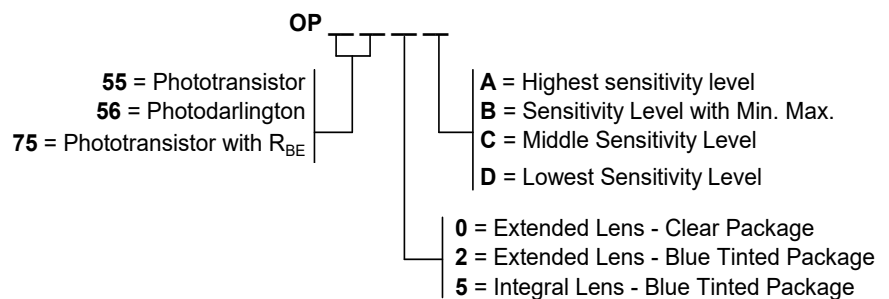 OP
55 = Phototransistor
56 = Photodarlington
75 = Phototransistor with RBE
A = Highest sensitivity level
B = Sensitivity Level with Min. Max.
C = Middle Sensitivity Level
D = Lowest Sensitivity Level
0 = Extended Lens - Clear Package
2 = Extended Lens - Blue Tinted Package
5 = Integral Lens - Blue Tinted Package